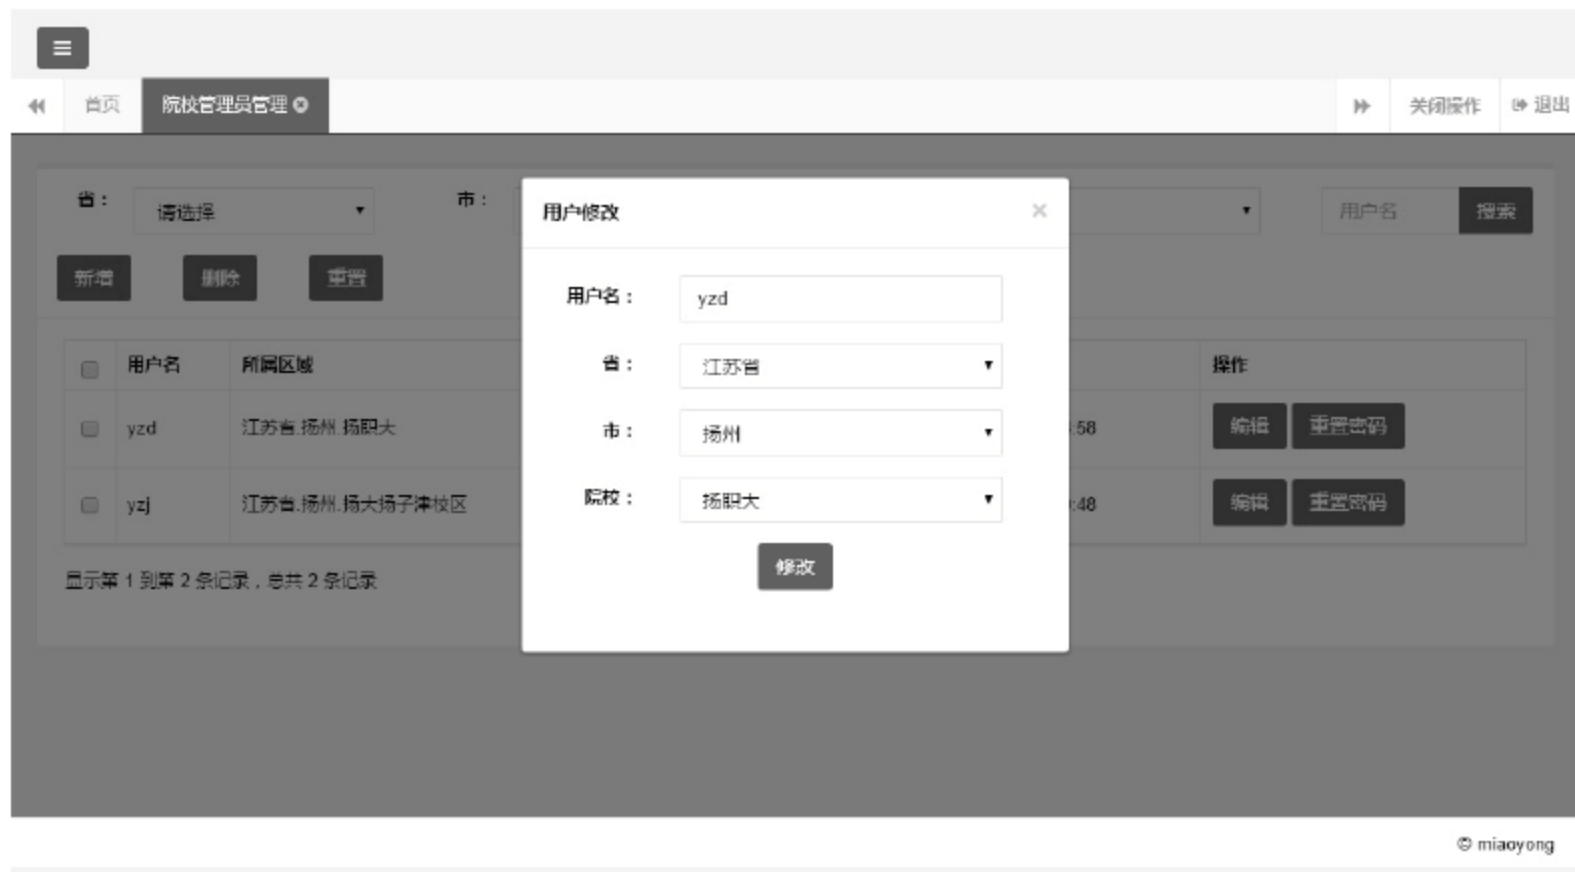 首页 院校管理员管理 关闭操作 退出
省： 请选择 市： 用户名 搜索
新增 删除 重置
用户名 所属区域 操作
yzd 江苏省.扬州.扬职大 :58 编辑 重置密码
yzj 江苏省.扬州.扬大扬子津校区 :48 编辑 重置密码
显示第 1 到第 2 条记录，总共 2 条记录
用户修改 ×
用户名： yzd
省： 江苏省
市： 扬州
院校： 扬职大
修改
© miaoyong